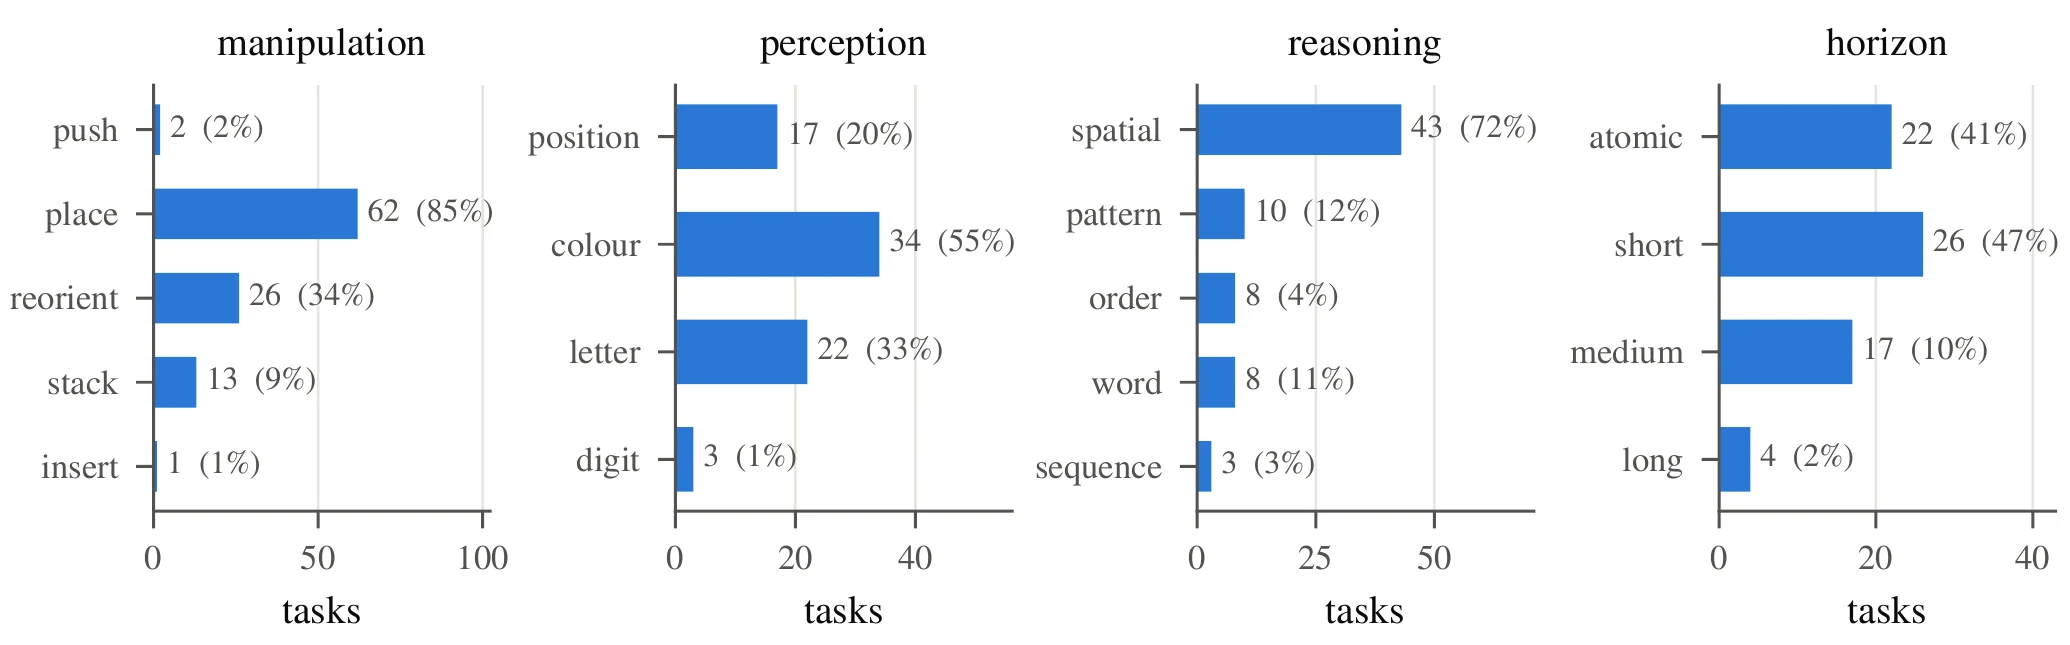 manipulation
push
2 (2%)
place
62 (85%)
reorient
26 (34%)
stack
13 (9%)
insert
1 (1%)
0 50 100
tasks
perception
position
17 (20%)
colour
34 (55%)
letter
22 (33%)
digit
3 (1%)
0 20 40
tasks
reasoning
spatial
43 (72%)
pattern
10 (12%)
order
8 (4%)
word
8 (11%)
sequence
3 (3%)
0 25 50
tasks
horizon
atomic
22 (41%)
short
26 (47%)
medium
17 (10%)
long
4 (2%)
0 20 40
tasks